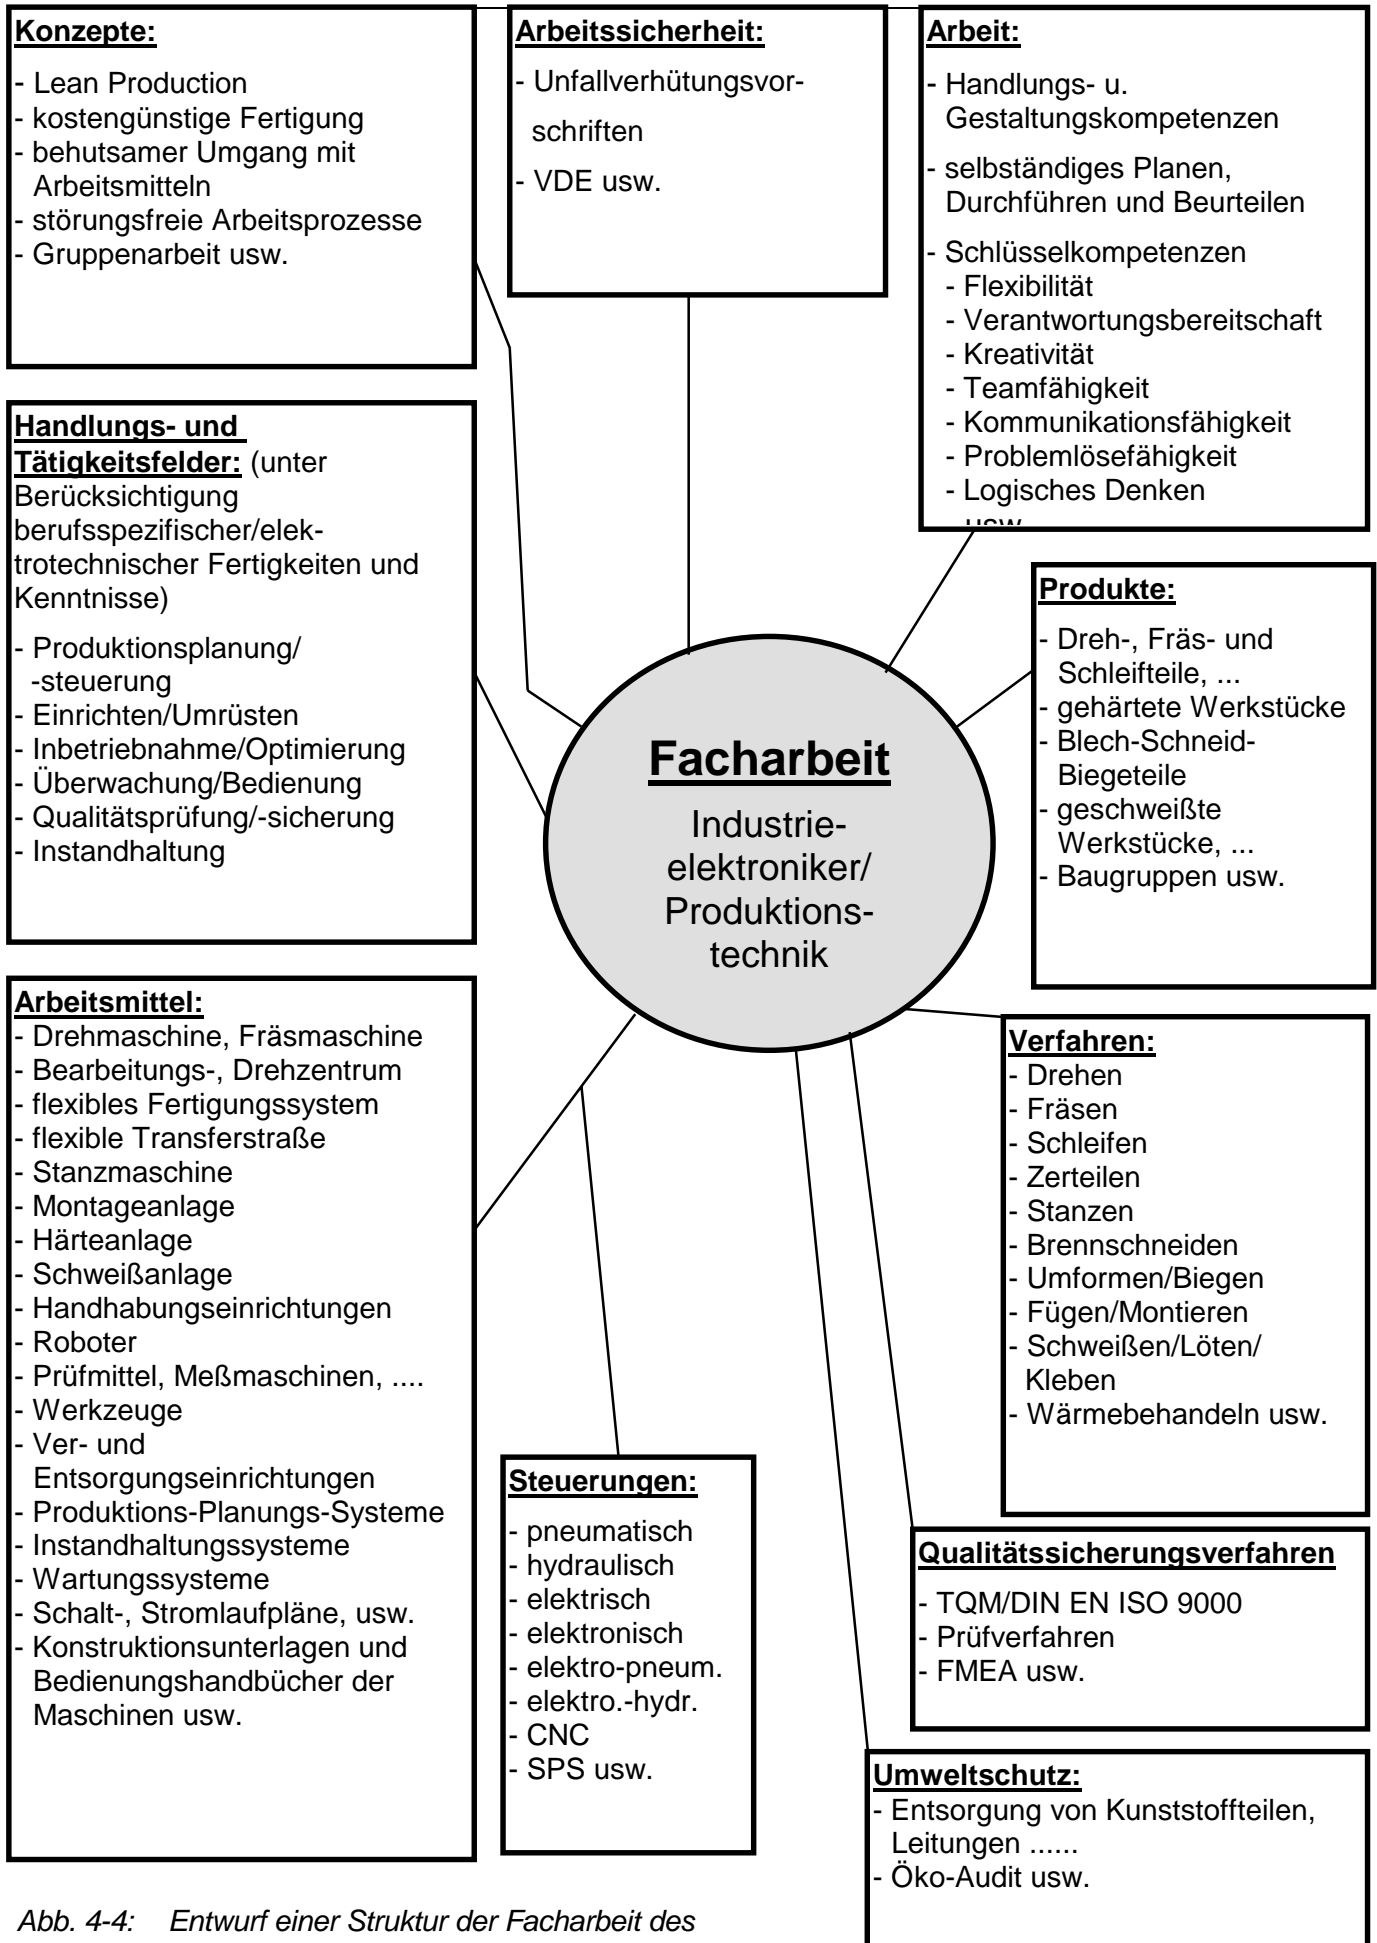 Konzepte:
- Lean Production
- kostengünstige Fertigung
- behutsamer Umgang mit
Arbeitsmitteln
- störungsfreie Arbeitsprozesse
- Gruppenarbeit usw.
Arbeitssicherheit:
- Unfallverhütungsvor-
schriften
- VDE usw.
Arbeit:
- Handlungs- u.
Gestaltungskompetenzen
- selbständiges Planen,
Durchführen und Beurteilen
- Schlüsselkompetenzen
- Flexibilität
- Verantwortungsbereitschaft
- Kreativität
- Teamfähigkeit
- Kommunikationsfähigkeit
- Problemlösefähigkeit
- Logisches Denken
usw
Handlungs- und
Tätigkeitsfelder: (unter
Berücksichtigung
berufsspezifischer/elek-
trotechnischer Fertigkeiten und
Kenntnisse)
- Produktionsplanung/
-steuerung
- Einrichten/Umrüsten
- Inbetriebnahme/Optimierung
- Überwachung/Bedienung
- Qualitätsprüfung/-sicherung
- Instandhaltung
Facharbeit
Industrie-
elektroniker/
Produktions-
technik
Produkte:
- Dreh-, Fräs- und
Schleifteile, ...
- gehärtete Werkstücke
- Blech-Schneid-
Biegeteile
- geschweißte
Werkstücke, ...
- Baugruppen usw.
Arbeitsmittel:
- Drehmaschine, Fräsmaschine
- Bearbeitungs-, Drehzentrum
- flexibles Fertigungssystem
- flexible Transferstraße
- Stanzmaschine
- Montageanlage
- Härteanlage
- Schweißanlage
- Handhabungseinrichtungen
- Roboter
- Prüfmittel, Meßmaschinen, ....
- Werkzeuge
- Ver- und
Entsorgungseinrichtungen
- Produktions-Planungs-Systeme
- Instandhaltungssysteme
- Wartungssysteme
- Schalt-, Stromlaufpläne, usw.
- Konstruktionsunterlagen und
Bedienungshandbücher der
Maschinen usw.
Verfahren:
- Drehen
- Fräsen
- Schleifen
- Zerteilen
- Stanzen
- Brennschneiden
- Umformen/Biegen
- Fügen/Montieren
- Schweißen/Löten/
Kleben
- Wärmebehandeln usw.
Steuerungen:
- pneumatisch
- hydraulisch
- elektrisch
- elektronisch
- elektro-pneum.
- elektro.-hydr.
- CNC
- SPS usw.
Qualitätssicherungsverfahren
- TQM/DIN EN ISO 9000
- Prüfverfahren
- FMEA usw.
Umweltschutz:
- Entsorgung von Kunststoffteilen,
Leitungen ......
- Öko-Audit usw.
Abb. 4-4: Entwurf einer Struktur der Facharbeit des